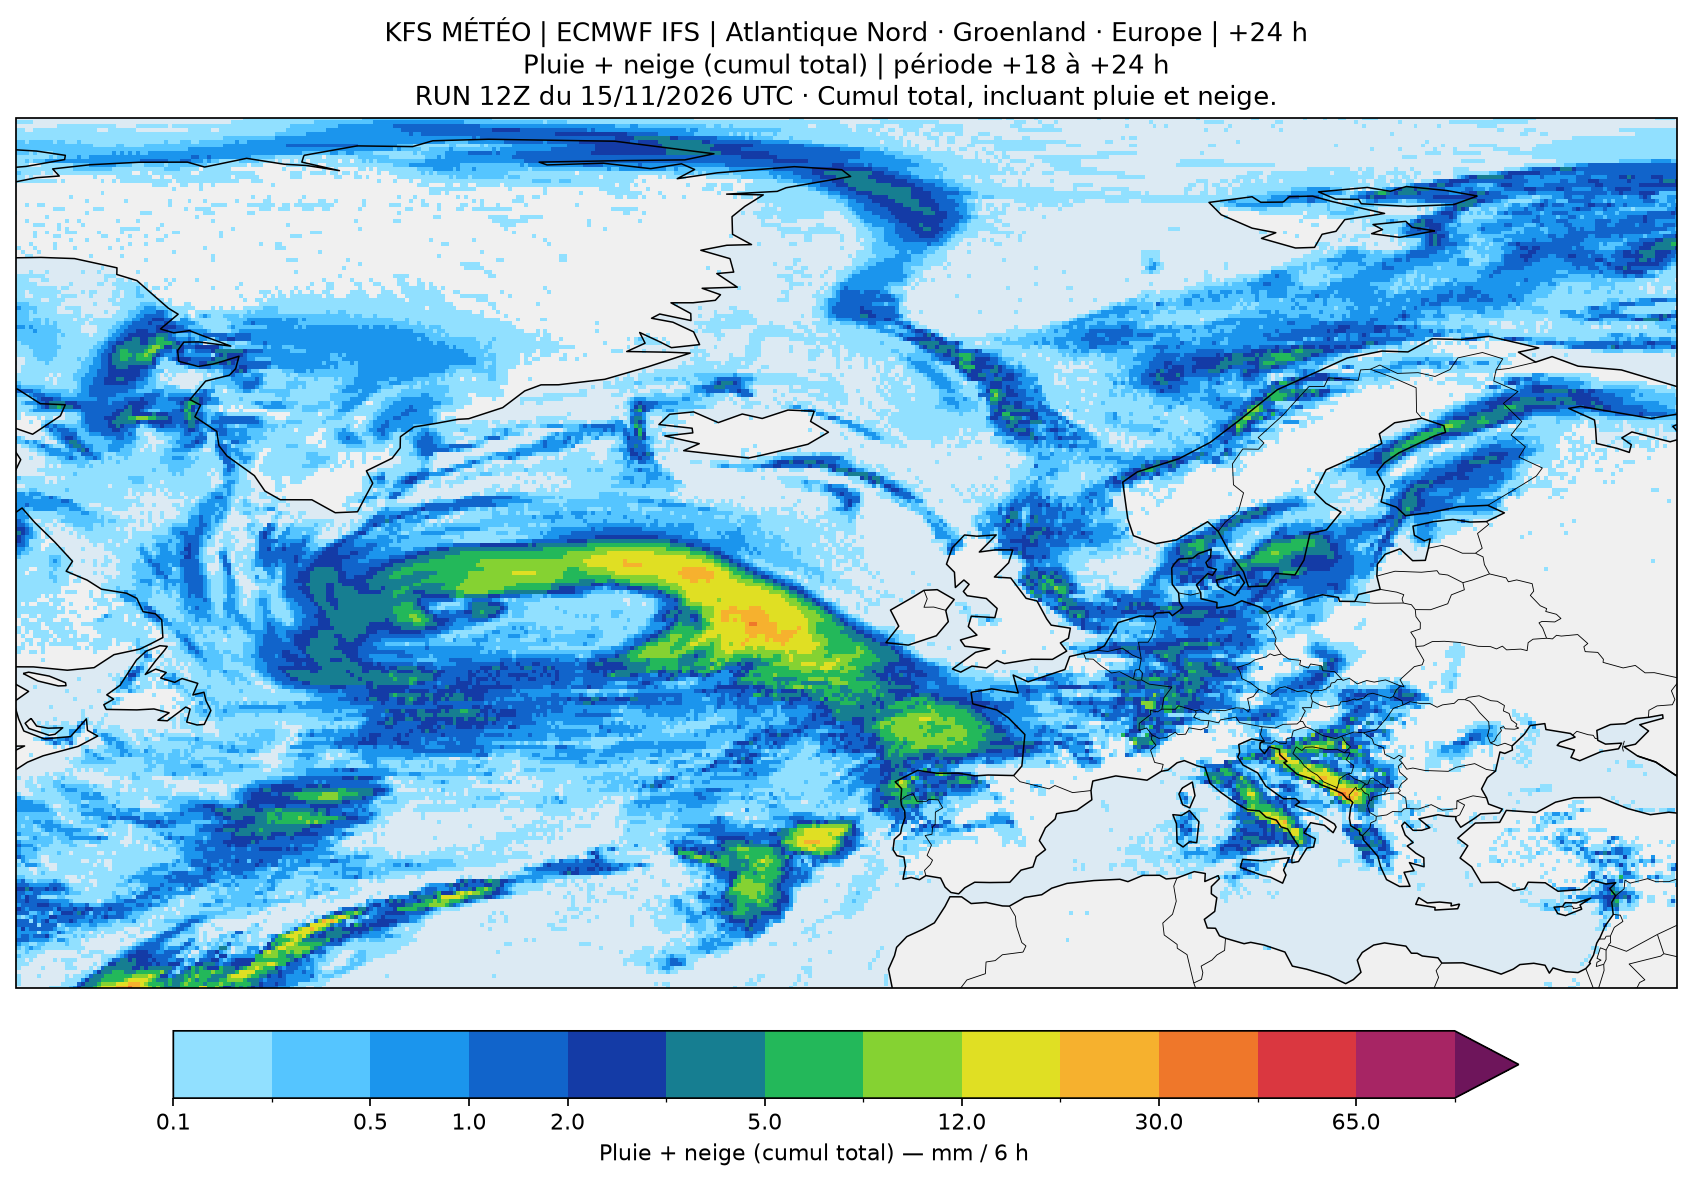 KFS MÉTÉO | ECMWF IFS | Atlantique Nord · Groenland · Europe | +24 h
Pluie + neige (cumul total) | période +18 à +24 h
RUN 12Z du 15/11/2026 UTC · Cumul total, incluant pluie et neige.
0.1 0.5 1.0 2.0 5.0 12.0 30.0 65.0
Pluie + neige (cumul total) — mm / 6 h